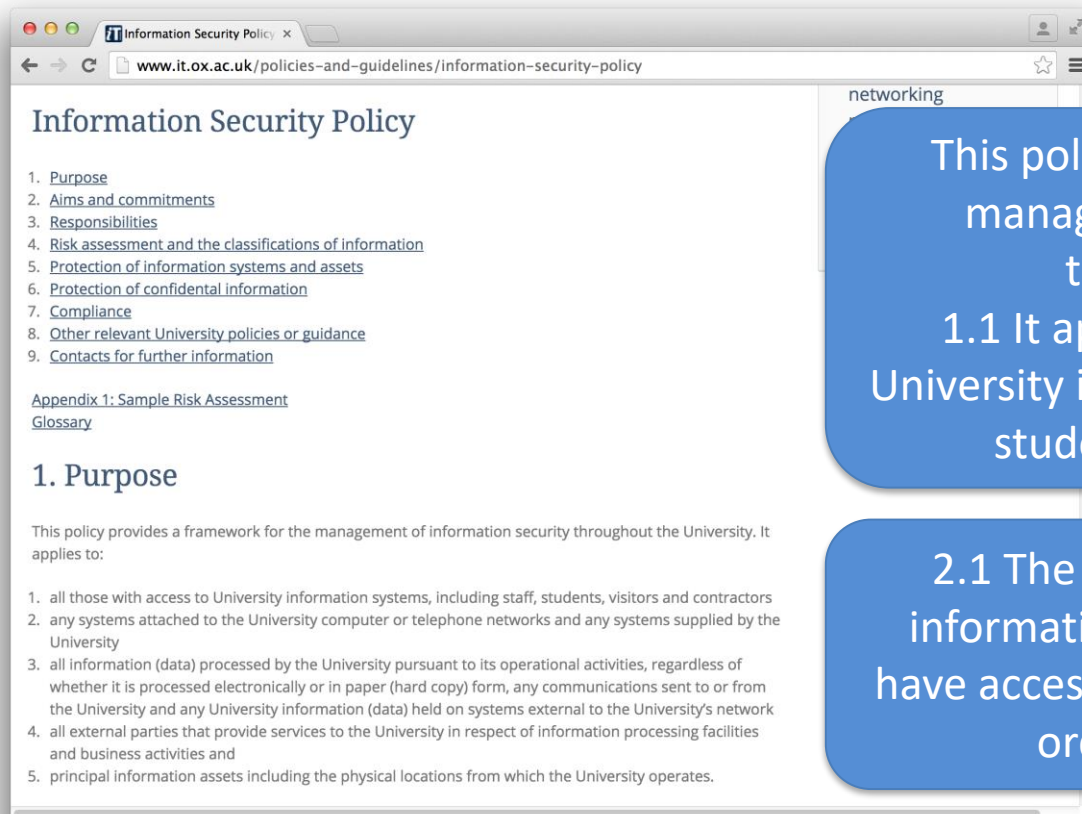 Information Security Policy
www.it.ox.ac.uk/policies-and-guidelines/information-security-policy
networking
Information Security Policy
1. Purpose
2. Aims and commitments
3. Responsibilities
4. Risk assessment and the classifications of information
5. Protection of information systems and assets
6. Protection of confidental information
7. Compliance
8. Other relevant University policies or guidance
9. Contacts for further information
Appendix 1: Sample Risk Assessment
Glossary
1. Purpose
This policy provides a framework for the management of information security throughout the University. It
applies to:
1. all those with access to University information systems, including staff, students, visitors and contractors
2. any systems attached to the University computer or telephone networks and any systems supplied by the
University
3. all information (data) processed by the University pursuant to its operational activities, regardless of
whether it is processed electronically or in paper (hard copy) form, any communications sent to or from
the University and any University information (data) held on systems external to the University's network
4. all external parties that provide services to the University in respect of information processing facilities
and business activities and
5. principal information assets including the physical locations from which the University operates.
This pol
manag
t
1.1 It ap
University i
stude
2.1 The
informati
have acces
or